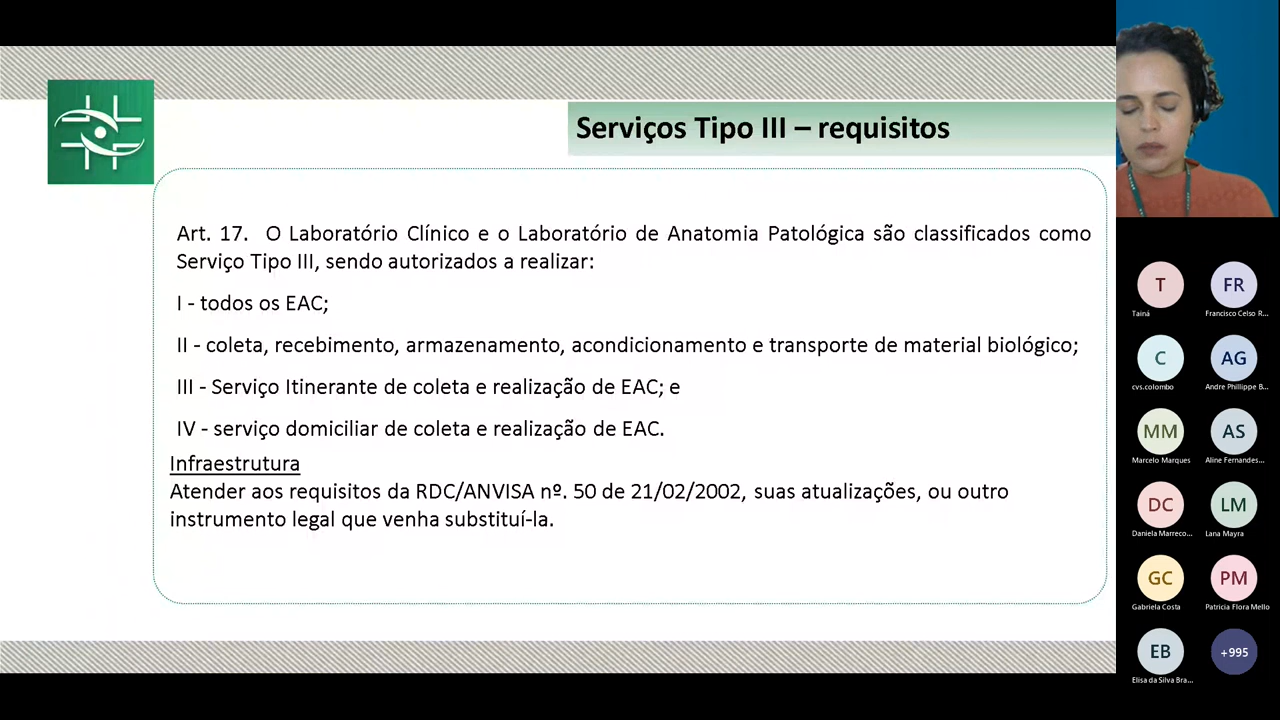 Serviços Tipo III – requisitos
Art. 17. O Laboratório Clínico e o Laboratório de Anatomia Patológica são classificados como
Serviço Tipo III, sendo autorizados a realizar:
I - todos os EAC;
II - coleta, recebimento, armazenamento, acondicionamento e transporte de material biológico;
III - Serviço Itinerante de coleta e realização de EAC; e
IV - serviço domiciliar de coleta e realização de EAC.
Infraestrutura
Atender aos requisitos da RDC/ANVISA nº. 50 de 21/02/2002, suas atualizações, ou outro
instrumento legal que venha substituí-la.
T
Tainá
FR
Francisco Celso R...
C
cvs.colombo
AG
Andre Phillippe B...
MM
Marcelo Marques
AS
Aline Fernandes...
DC
Daniela Marreco...
LM
Lana Mayra
GC
Gabriela Costa
PM
Patricia Flora Mello
EB
Elisa da Silva Bra...
+995